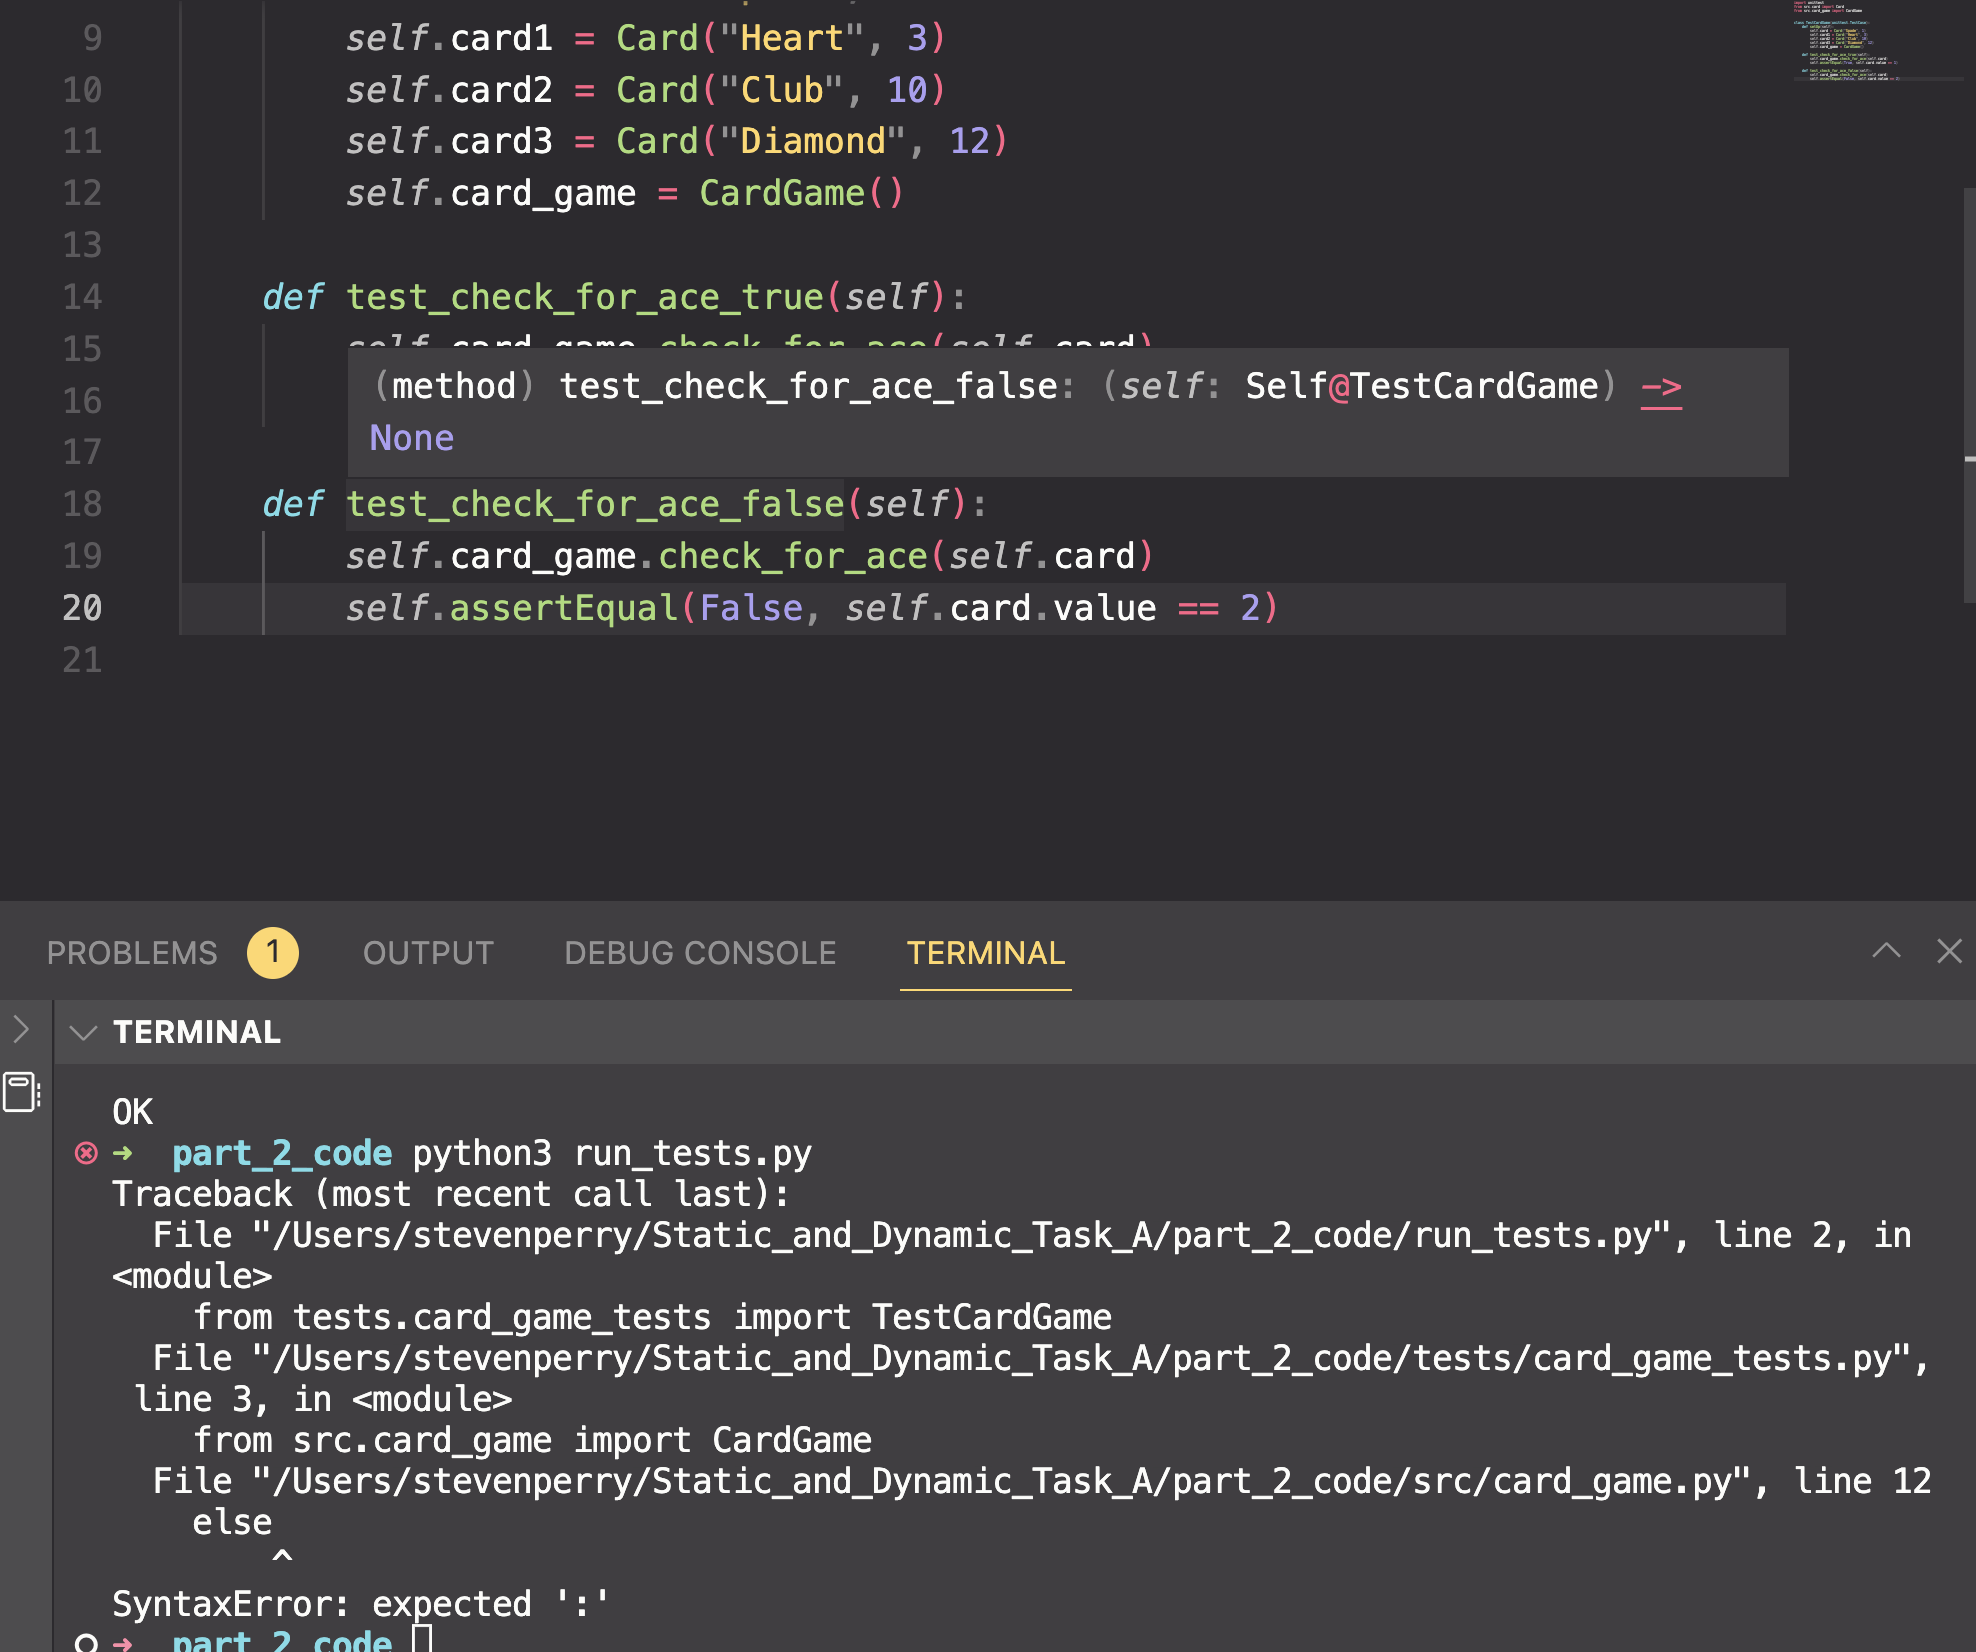 9 self.card1 = Card("Heart", 3)
10 self.card2 = Card("Club", 10)
11 self.card3 = Card("Diamond", 12)
12 self.card_game = CardGame()
13
14 def test_check_for_ace_true(self):
15 self.card_game.check_for_ace(self.card)
(method) test_check_for_ace_false: (self: Self@TestCardGame) ->
16
None
17
18 def test_check_for_ace_false(self):
19 self.card_game.check_for_ace(self.card)
20 self.assertEqual(False, self.card.value == 2)
21
PROBLEMS 1 OUTPUT DEBUG CONSOLE TERMINAL
TERMINAL
OK
➜ part_2_code python3 run_tests.py
Traceback (most recent call last):
File "/Users/stevenperry/Static_and_Dynamic_Task_A/part_2_code/run_tests.py", line 2, in
<module>
from tests.card_game_tests import TestCardGame
File "/Users/stevenperry/Static_and_Dynamic_Task_A/part_2_code/tests/card_game_tests.py",
line 3, in <module>
from src.card_game import CardGame
File "/Users/stevenperry/Static_and_Dynamic_Task_A/part_2_code/src/card_game.py", line 12
else
^
SyntaxError: expected ':'
➜ part_2_code